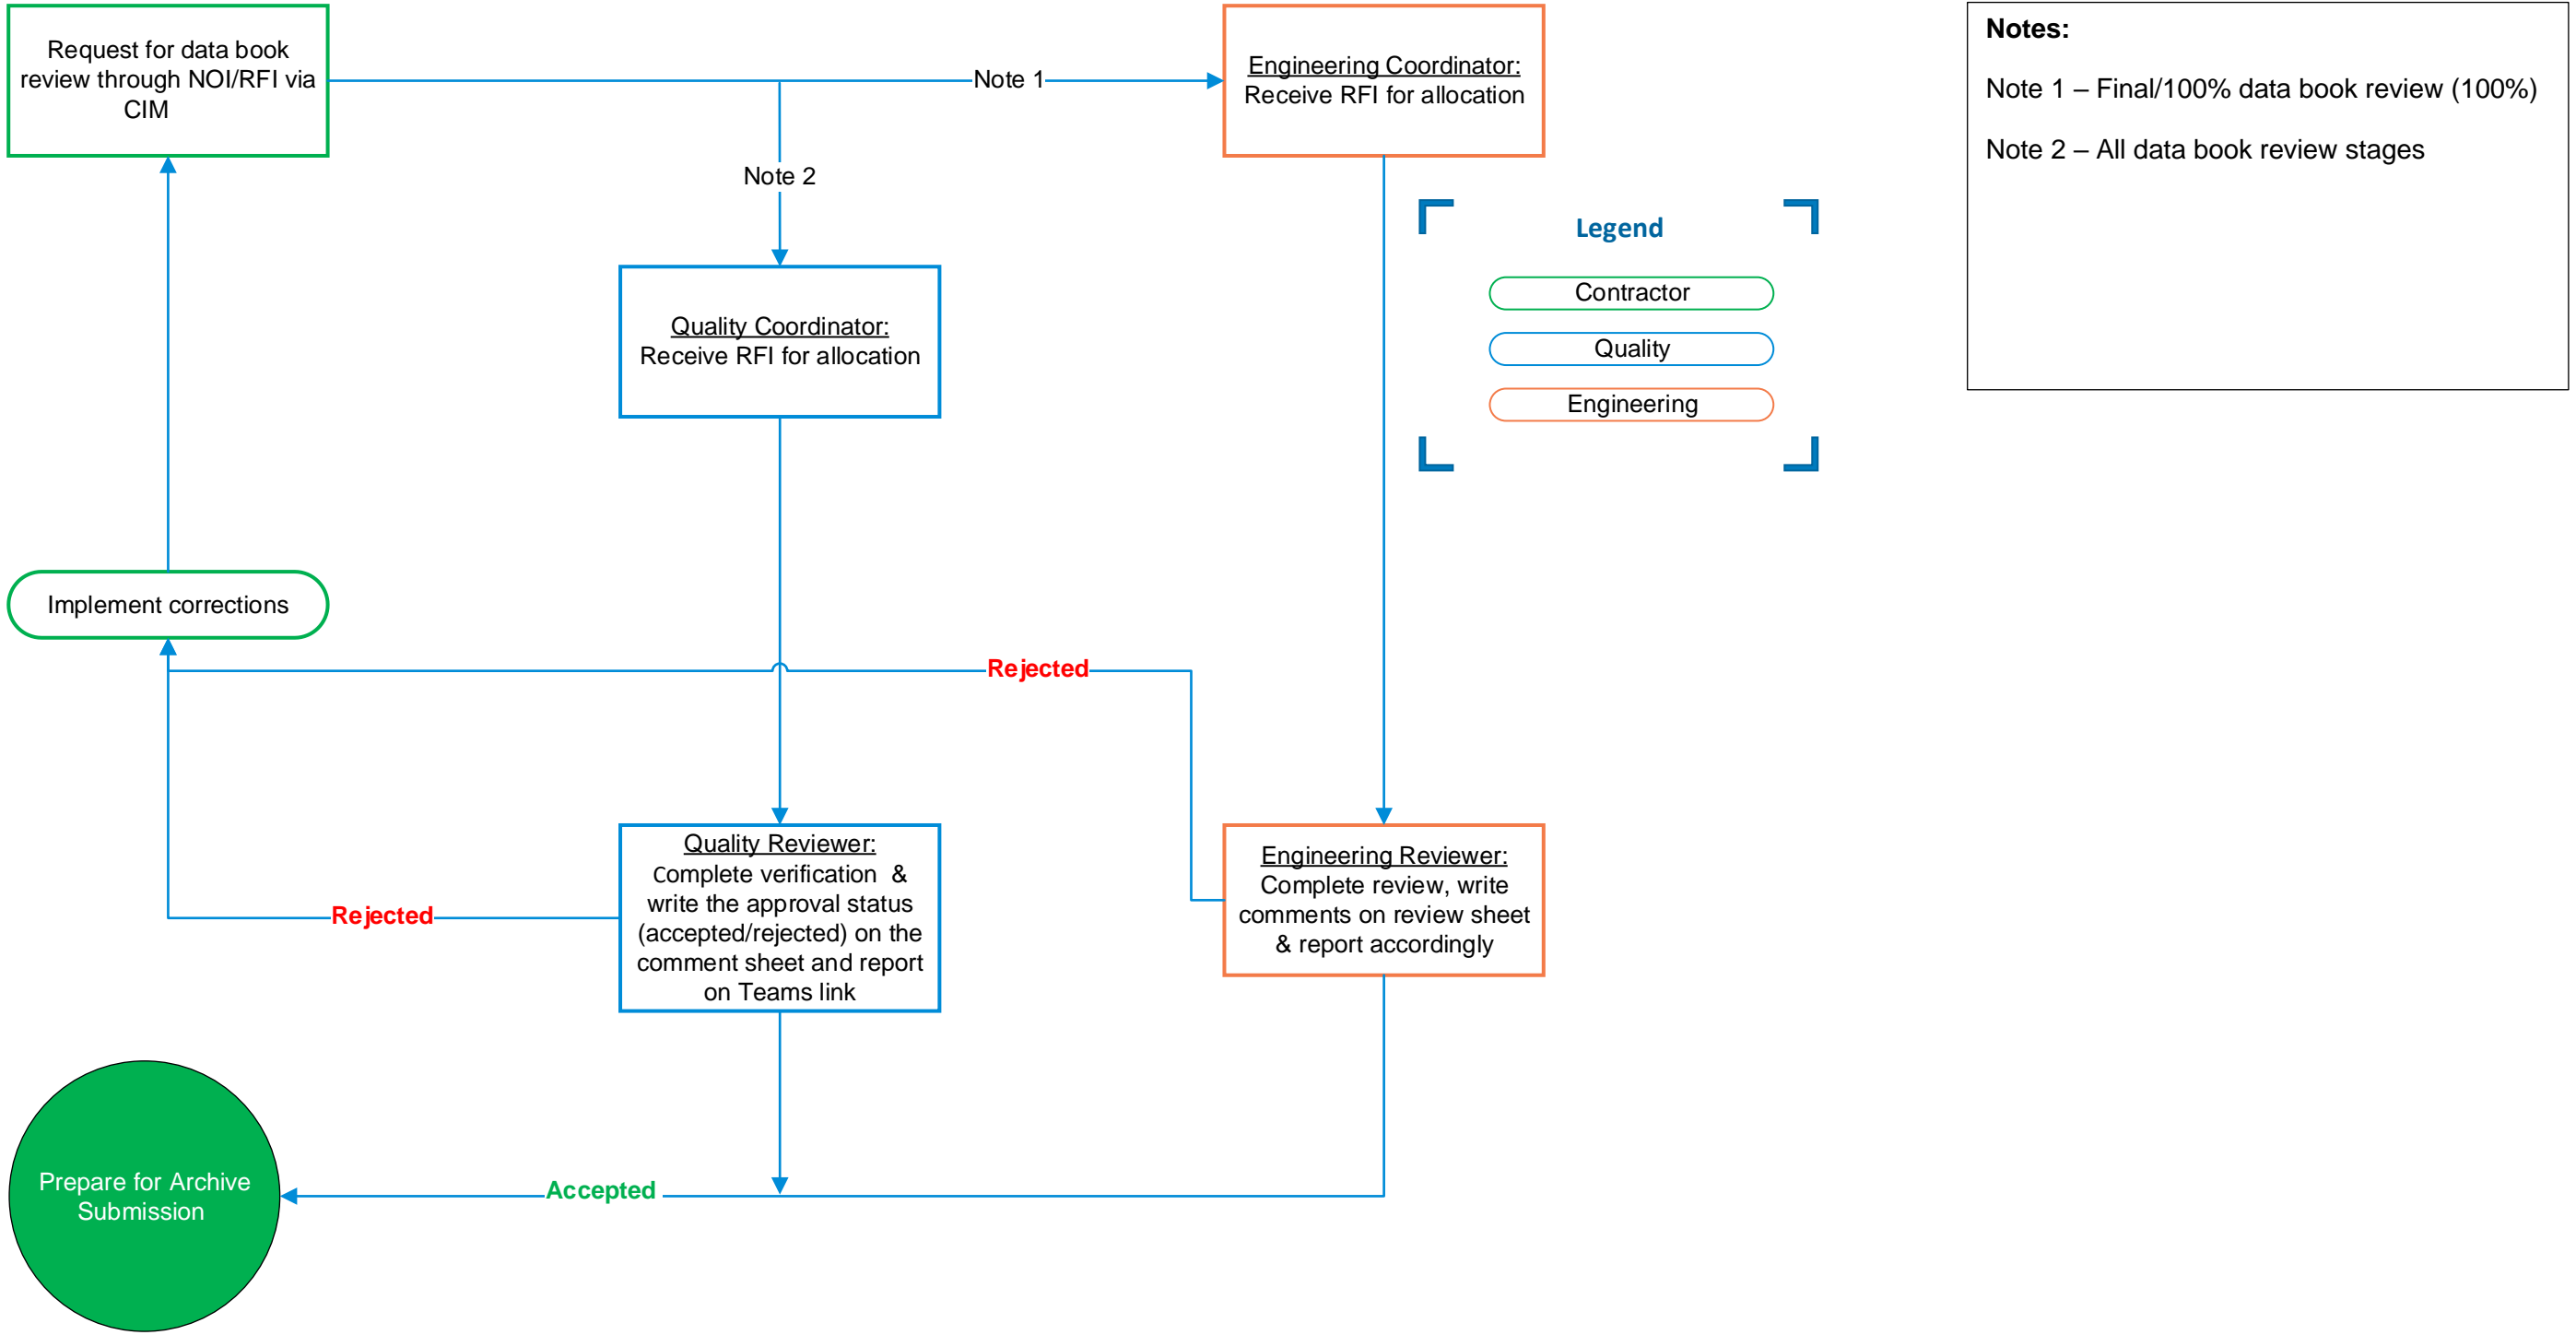 Request for data book
review through NOI/RFI via
CIM
Note 1
Engineering Coordinator:
Receive RFI for allocation
Notes:
Note 1 – Final/100% data book review (100%)
Note 2 – All data book review stages
Note 2
Legend
Contractor
Quality
Engineering
Quality Coordinator:
Receive RFI for allocation
Implement corrections
Rejected
Quality Reviewer:
Complete verification & 
write the approval status
(accepted/rejected) on the
comment sheet and report
on Teams link
Engineering Reviewer:
Complete review, write
comments on review sheet
& report accordingly
Rejected
Prepare for Archive
Submission
Accepted